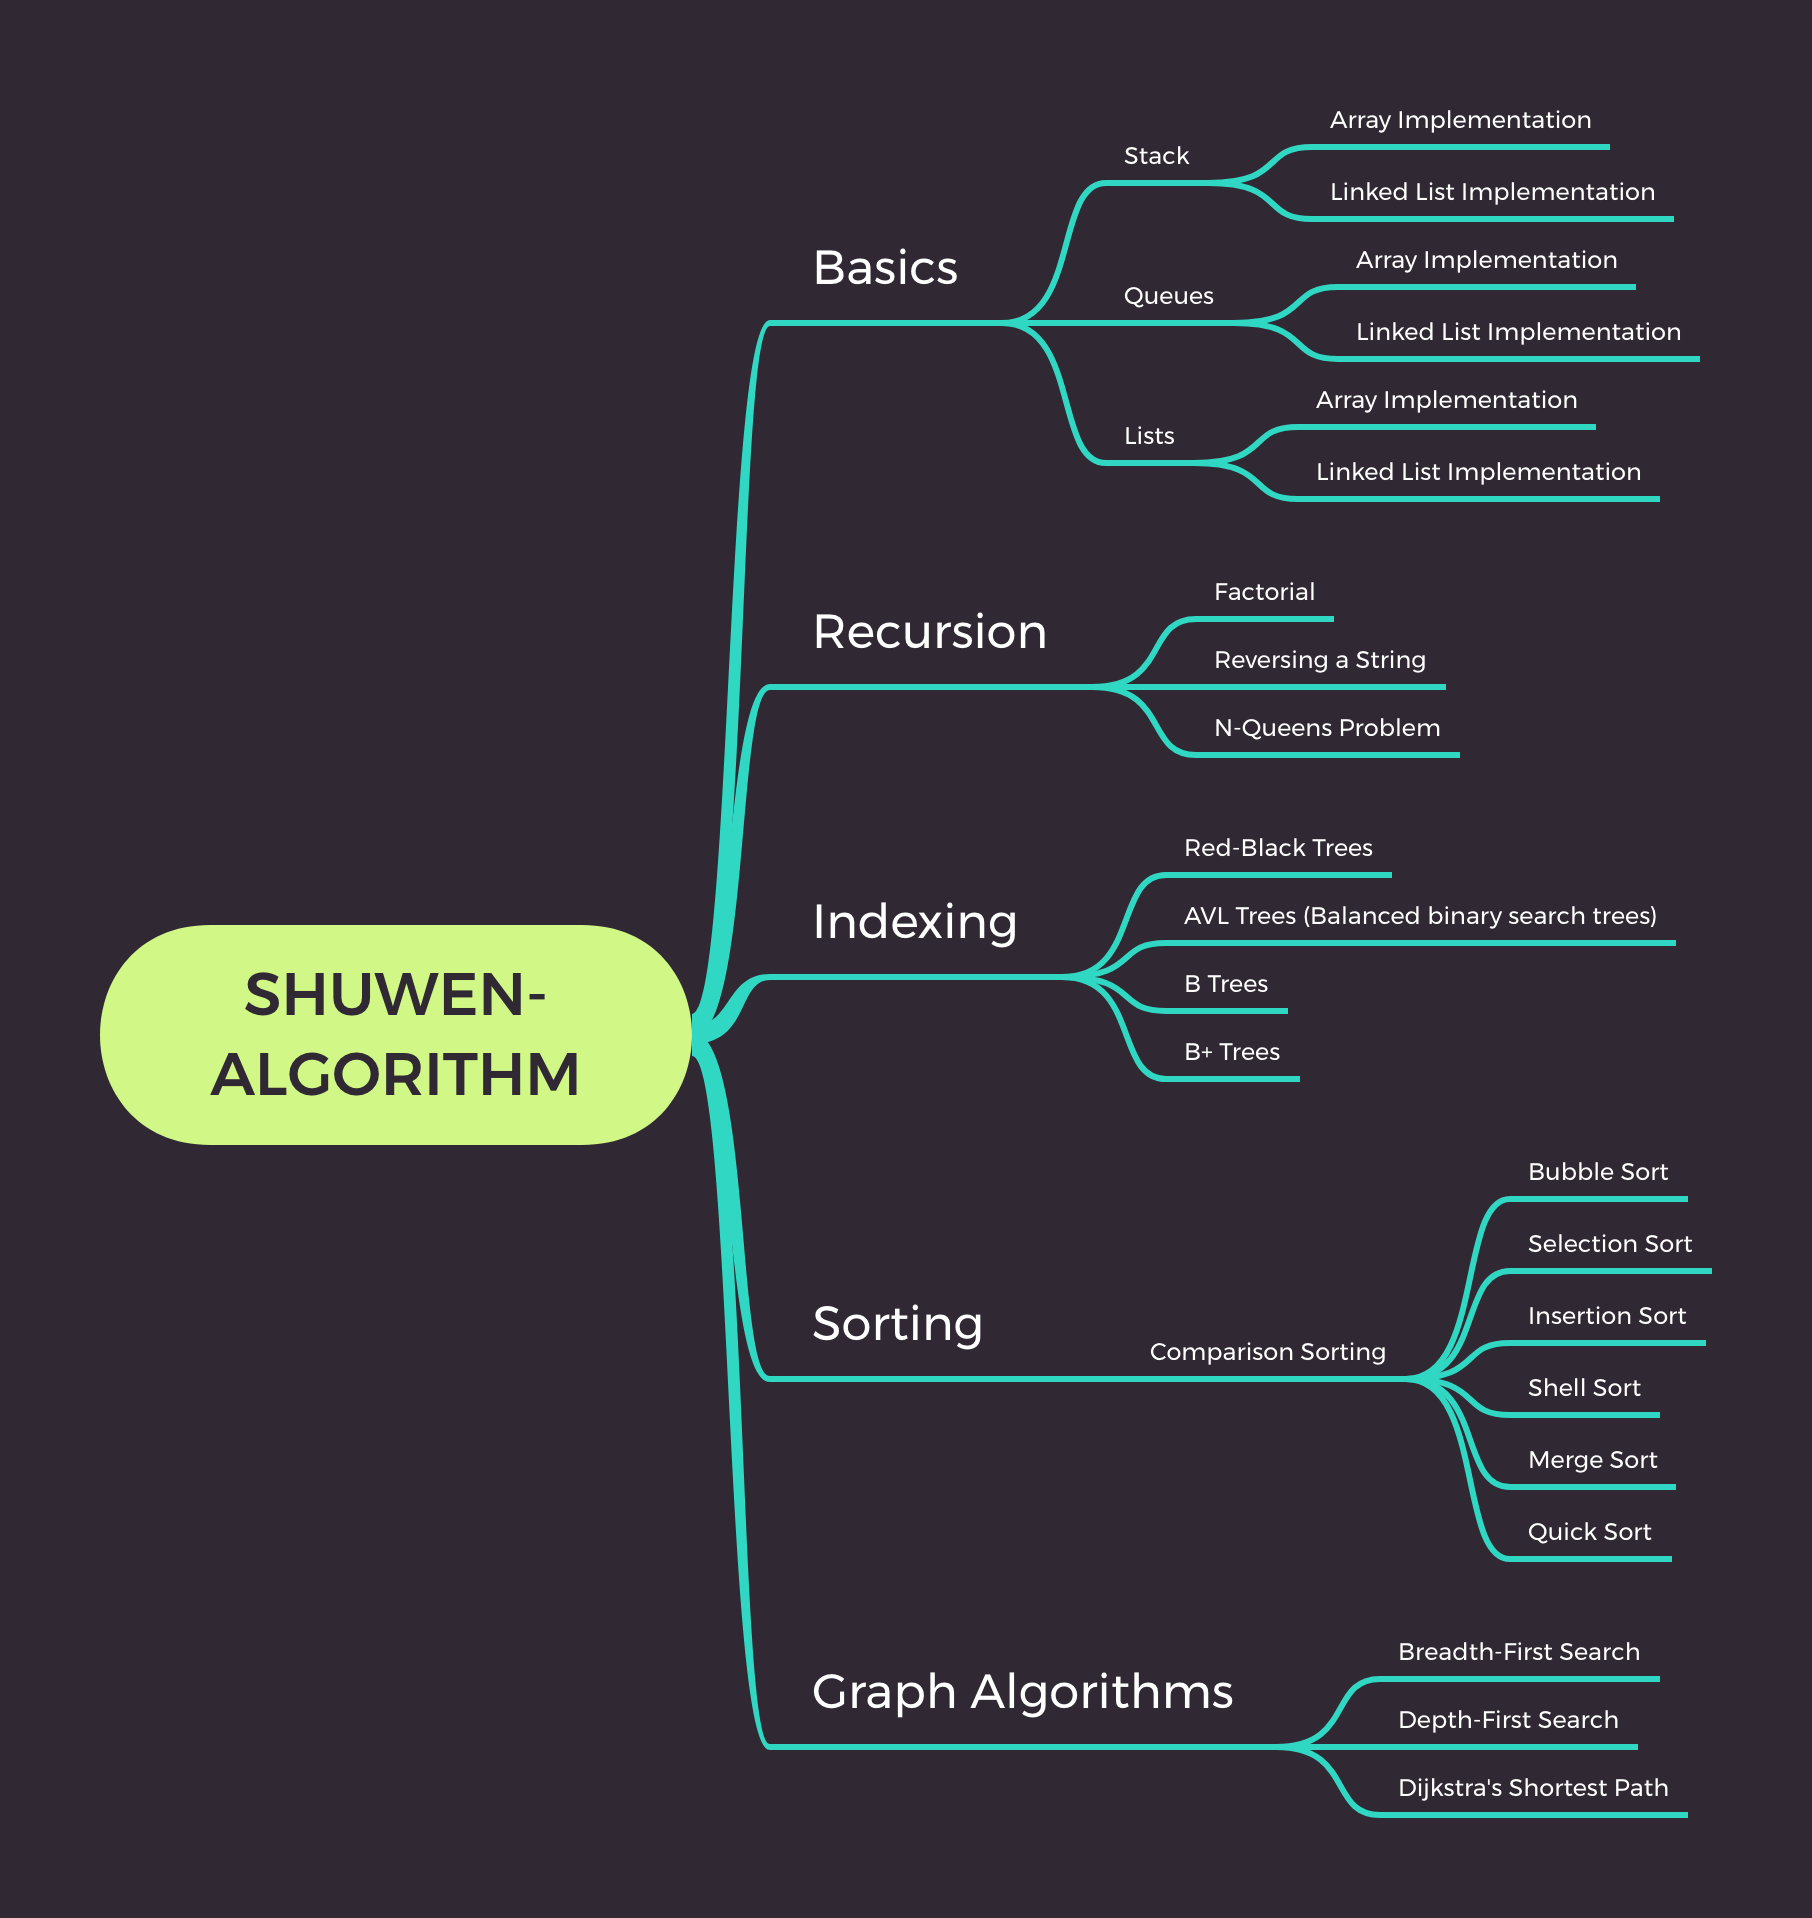 SHUWEN-
ALGORITHM
Basics
Stack
Array Implementation
Linked List Implementation
Queues
Array Implementation
Linked List Implementation
Lists
Array Implementation
Linked List Implementation
Recursion
Factorial
Reversing a String
N-Queens Problem
Indexing
Red-Black Trees
AVL Trees (Balanced binary search trees)
B Trees
B+ Trees
Sorting
Comparison Sorting
Bubble Sort
Selection Sort
Insertion Sort
Shell Sort
Merge Sort
Quick Sort
Graph Algorithms
Breadth-First Search
Depth-First Search
Dijkstra's Shortest Path